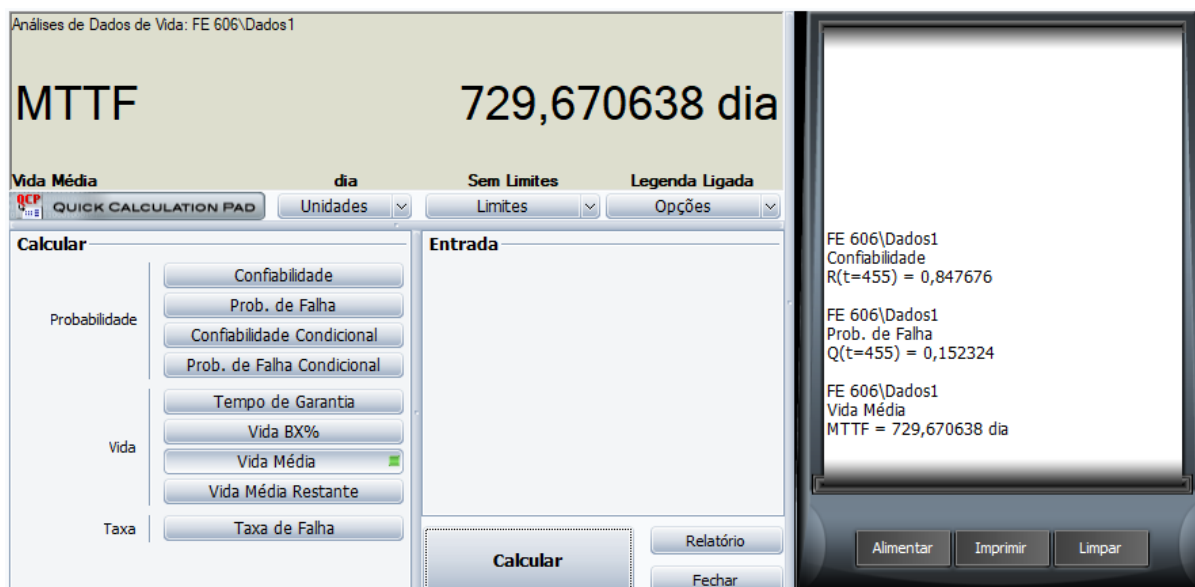 Análises de Dados de Vida: FE 606\Dados1
MTTF 729,670638 dia
Vida Média dia Sem Limites Legenda Ligada
QCP QUICK CALCULATION PAD Unidades Limites Opções
Calcular
Probabilidade
Confiabilidade
Prob. de Falha
Confiabilidade Condicional
Prob. de Falha Condicional
Vida
Tempo de Garantia
Vida BX%
Vida Média
Vida Média Restante
Taxa
Taxa de Falha
Entrada
Calcular
Relatório
Fechar
FE 606\Dados1
Confiabilidade
R(t=455) = 0,847676
FE 606\Dados1
Prob. de Falha
Q(t=455) = 0,152324
FE 606\Dados1
Vida Média
MTTF = 729,670638 dia
Alimentar Imprimir Limpar